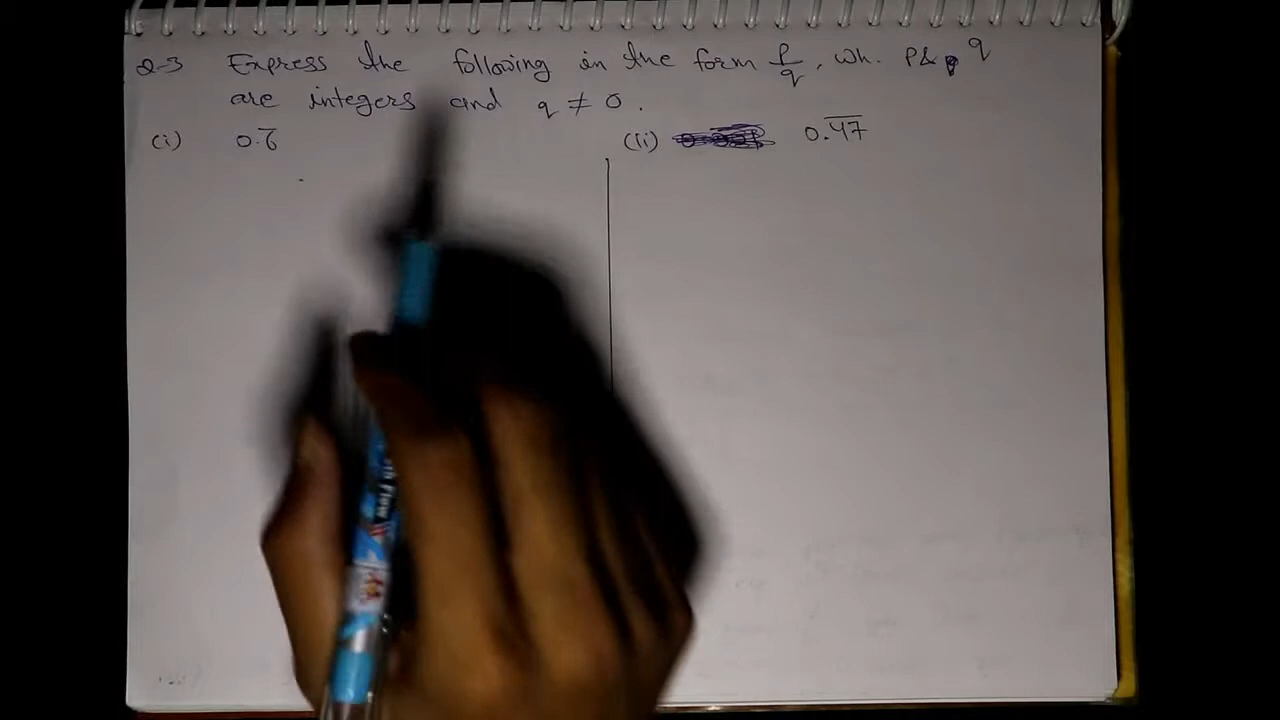 Q-3 Express the following in the form p/q, wh. P& q
are integers and q ≠ 0.
(i) 0.6̅ (ii) 0.4̅7̅